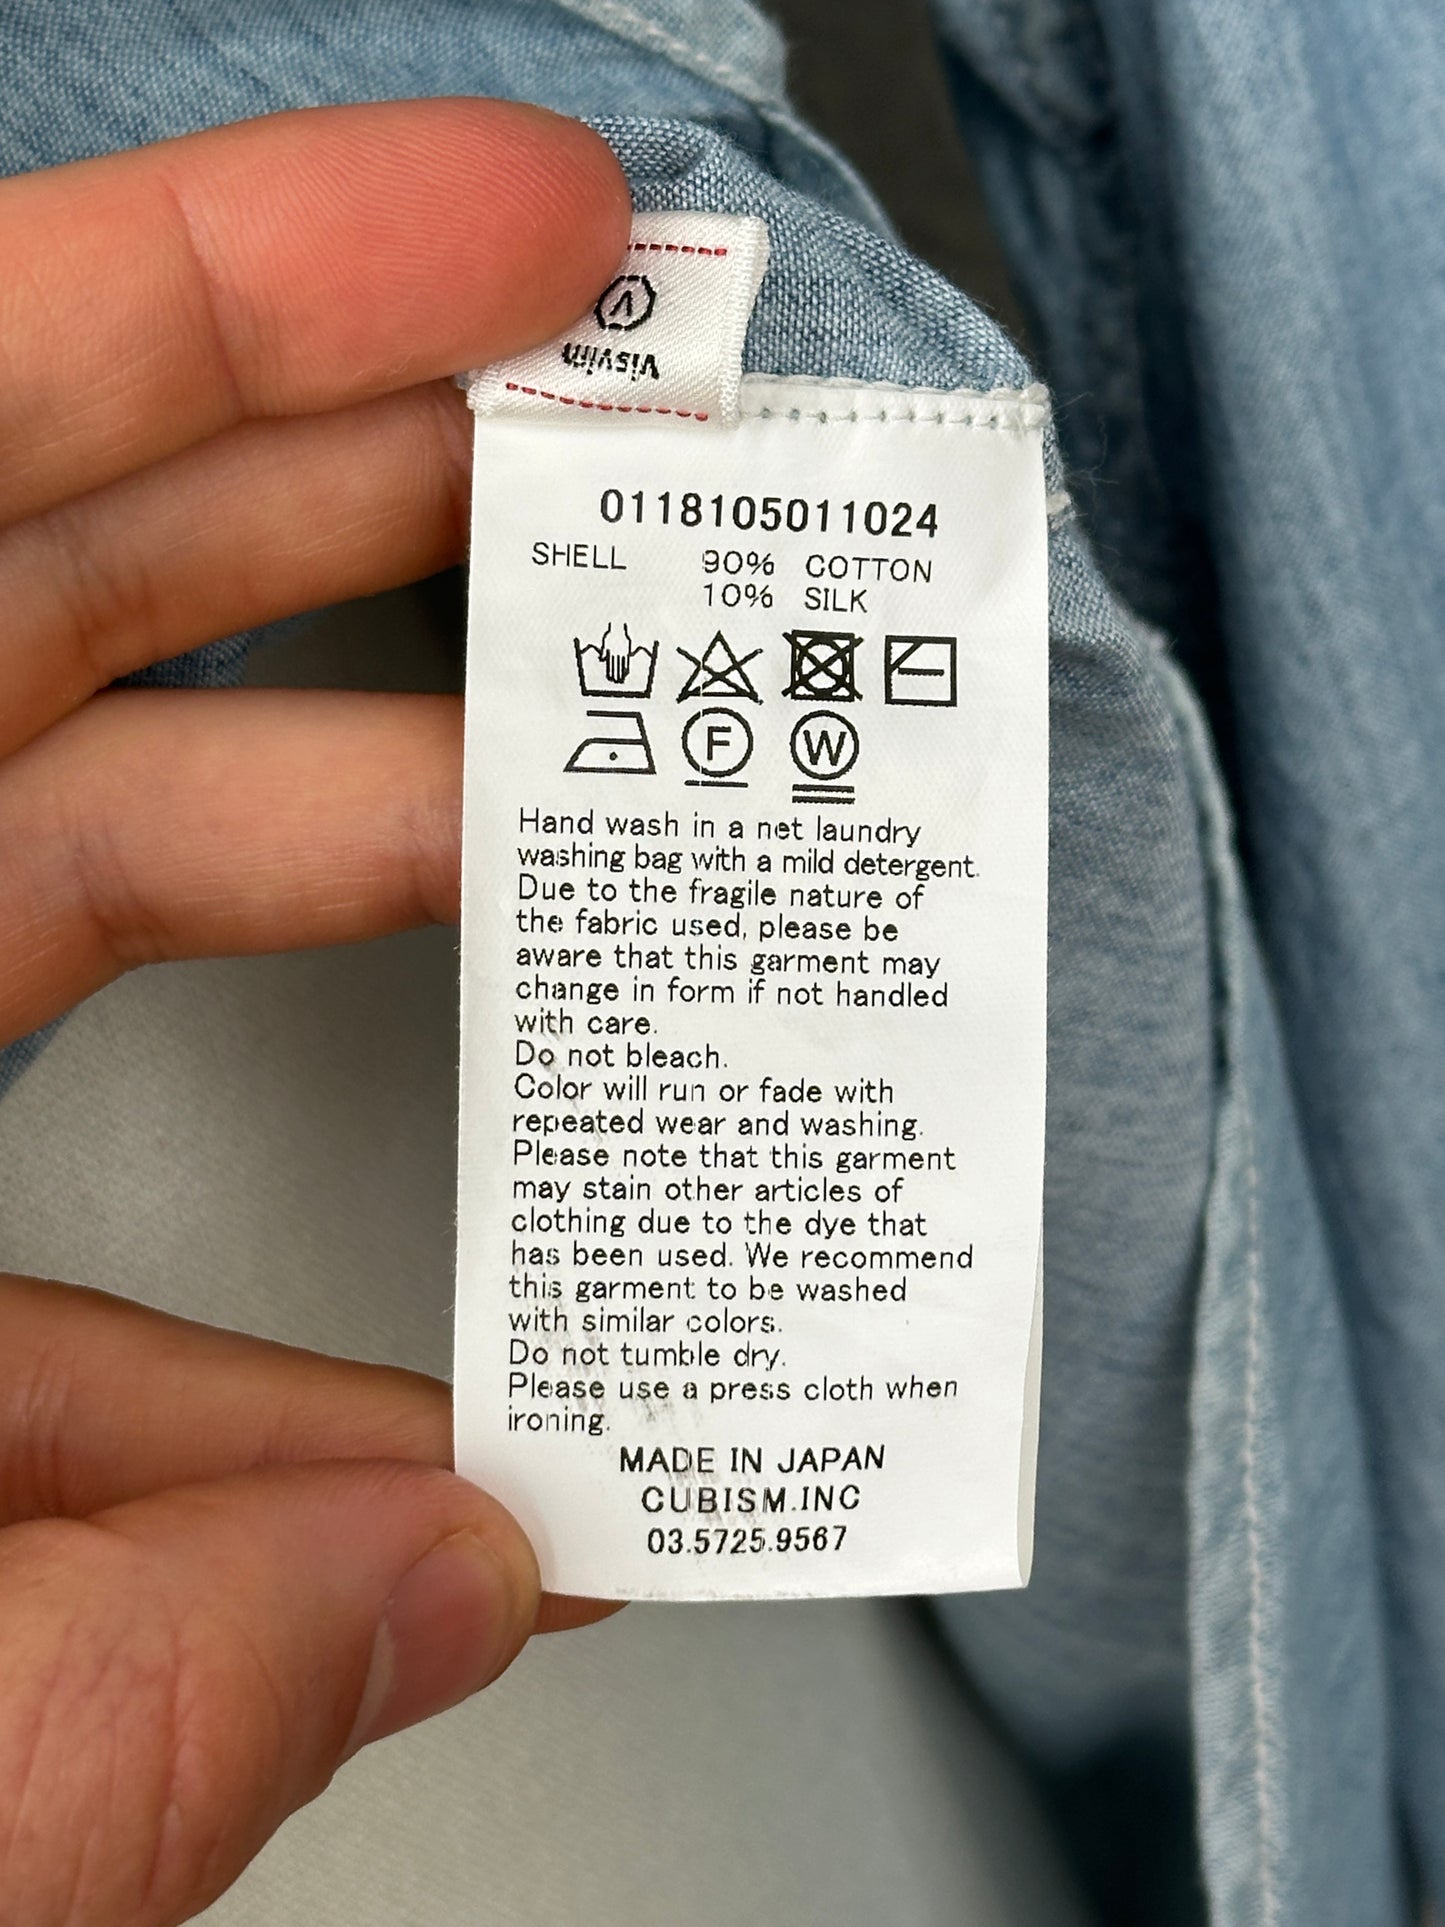 visvim
0118105011024
SHELL 90% COTTON
10% SILK
F W
Hand wash in a net laundry
washing bag with a mild detergent.
Due to the fragile nature of
the fabric used, please be
aware that this garment may
change in form if not handled
with care.
Do not bleach.
Color will run or fade with
repeated wear and washing.
Please note that this garment
may stain other articles of
clothing due to the dye that
has been used. We recommend
this garment to be washed
with similar colors.
Do not tumble dry.
Please use a press cloth when
ironing.
MADE IN JAPAN
CUBISM.INC
03.5725.9567